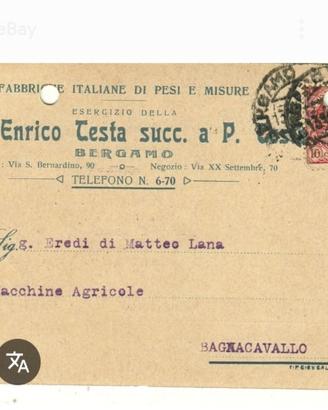 eBay
FABBRICHE ITALIANE DI PESI E MISURE
ESERCIZIO DELLA
Enrico Testa succ. a P. Costa
BERGAMO
: Via S. Bernardino, 90 —o— Negozio: Via XX Settembre, 70
TELEFONO N. 6-70
Sig.g. Eredi di Matteo Lana
acchine Agricole
BAGNACAVALLO